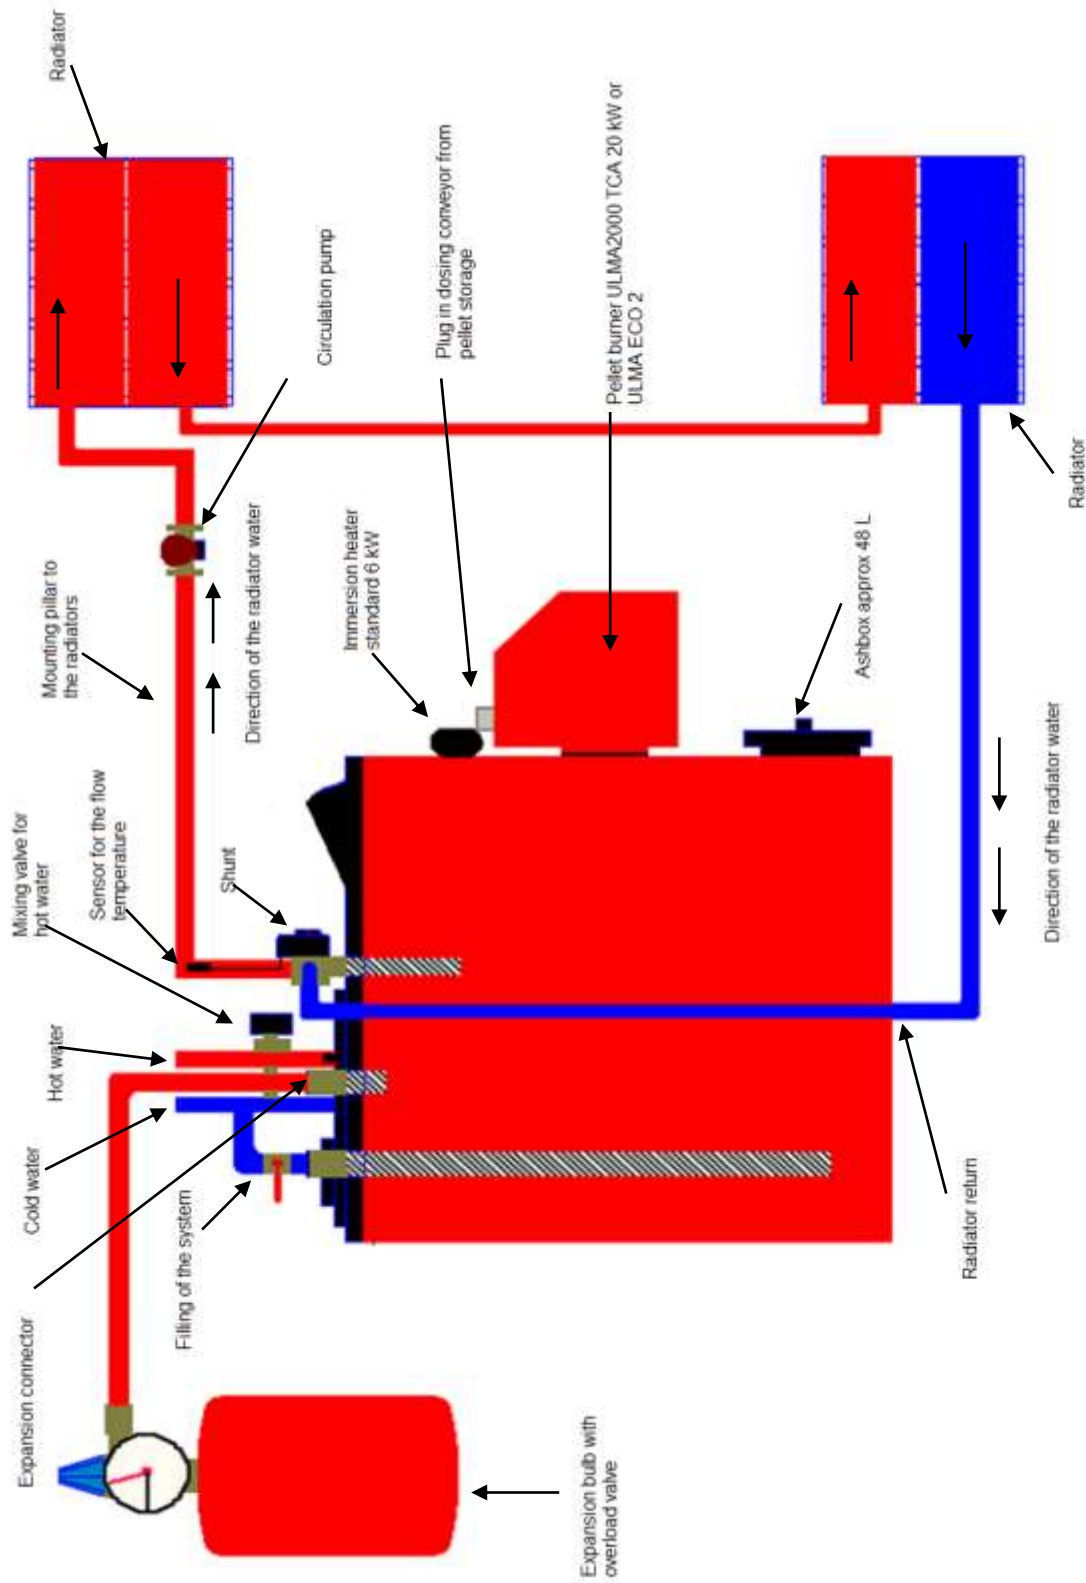 Radiator
Circulation pump
Plug in dosing conveyor from
pellet storage
Pellet burner ULMA2000 TCA 20 kW or
ULMA ECO 2
Radiator
Mounting pillar to
the radiators
Direction of the radiator water
Immersion heater
standard 6 kW
Ashbox approx 48 L
Direction of the radiator water
Mixing valve for
hot water
Sensor for the flow
temperature
Shunt
Hot water
Cold water
Filling of the system
Radiator return
Expansion connector
Expansion bulb with
overload valve